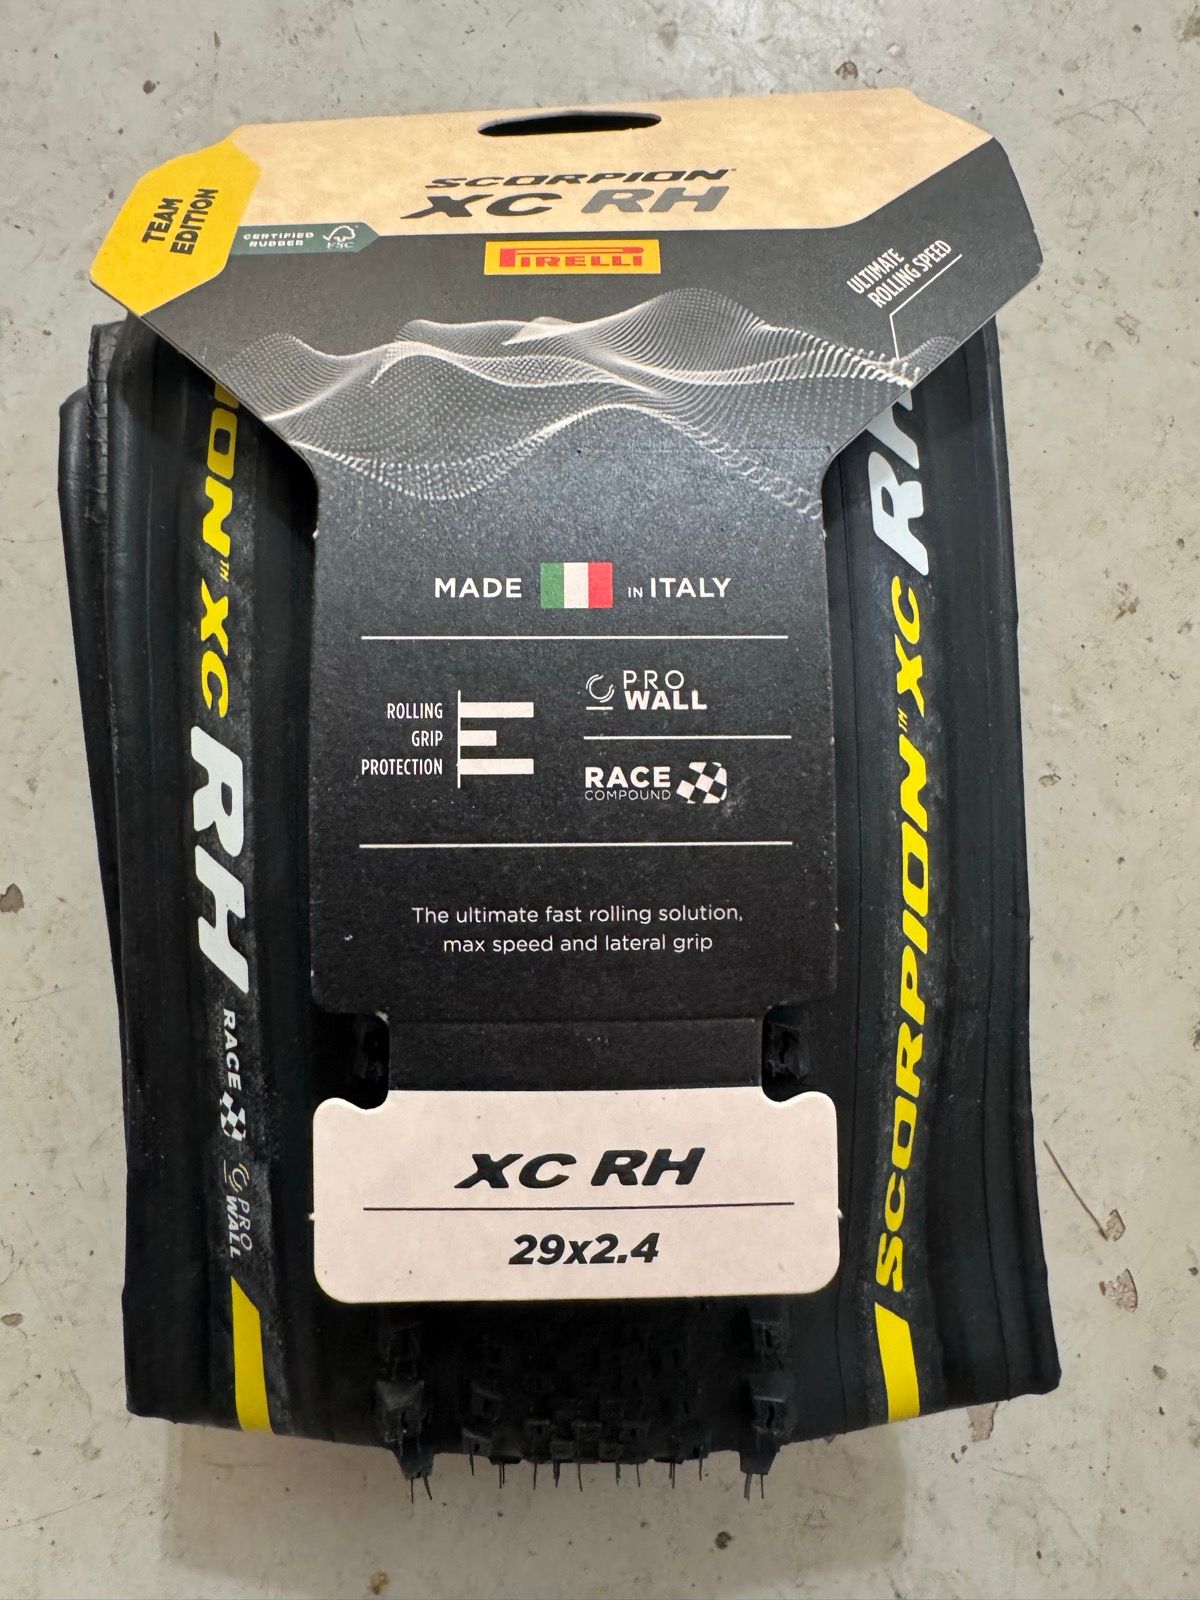 SCORPION
XC RH
TEAM
EDITION
CERTIFIED
RUBBER
FSC
PIRELLI
ULTIMATE
ROLLING SPEED
MADE IN ITALY
ROLLING
GRIP
PROTECTION
PRO
WALL
RACE
COMPOUND
The ultimate fast rolling solution,
max speed and lateral grip
XC RH
29x2.4
ION™ XC RH
RACE
PRO
WALL
SCORPION™ XC RH